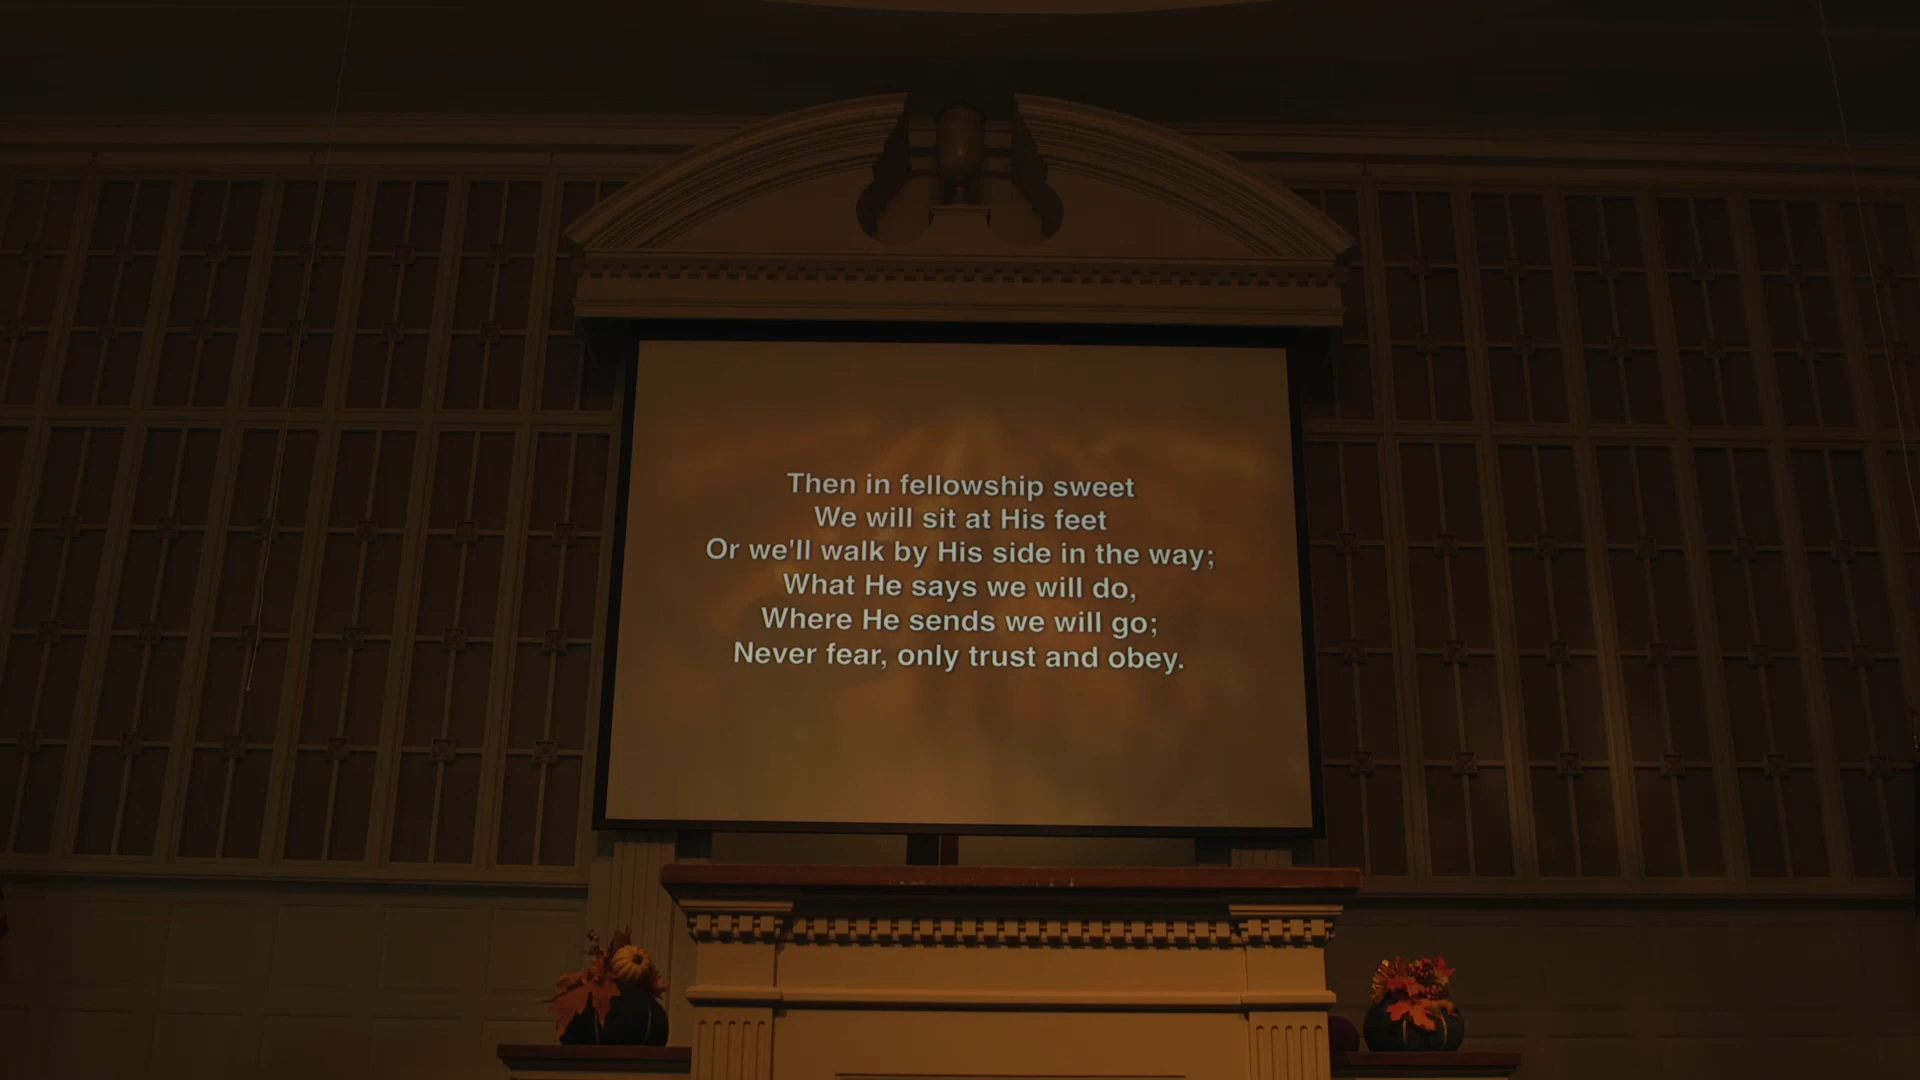 Then in fellowship sweet
We will sit at His feet
Or we'll walk by His side in the way;
What He says we will do,
Where He sends we will go;
Never fear, only trust and obey.